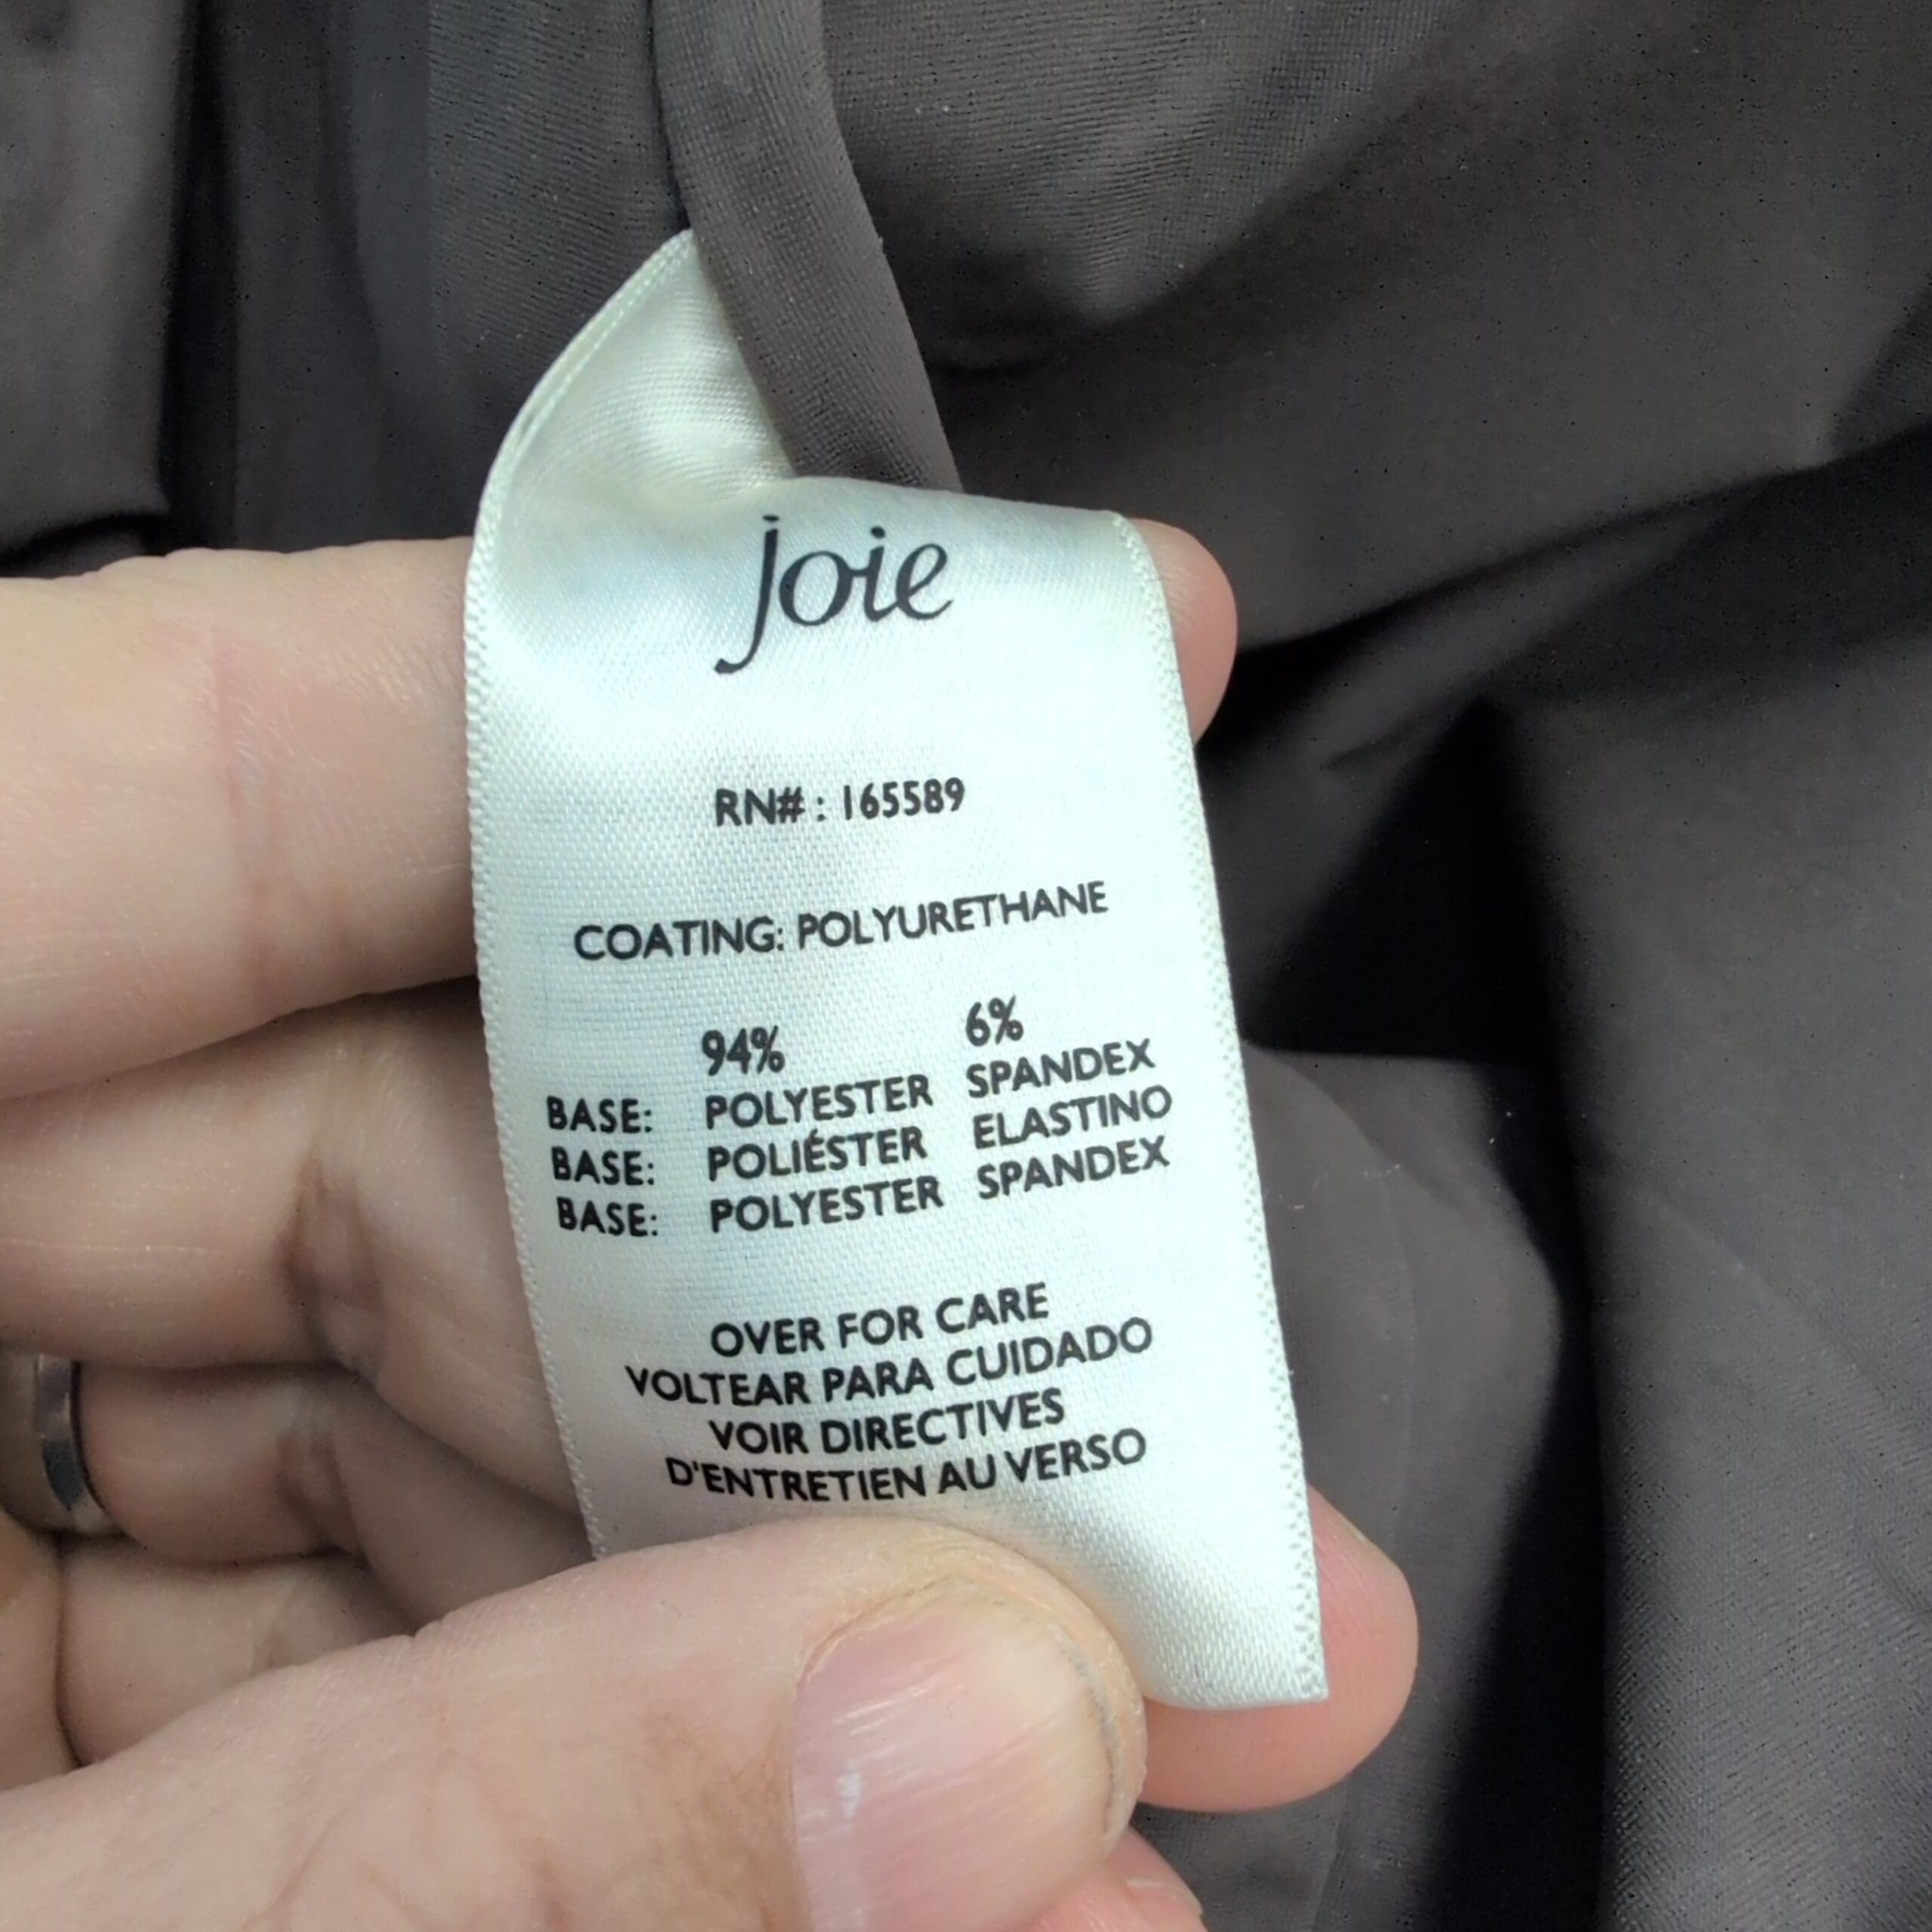 joie
RN#: 165589
COATING: POLYURETHANE
94% 6%
BASE: POLYESTER SPANDEX
BASE: POLIÉSTER ELASTINO
BASE: POLYESTER SPANDEX
OVER FOR CARE
VOLTEAR PARA CUIDADO
VOIR DIRECTIVES
D'ENTRETIEN AU VERSO